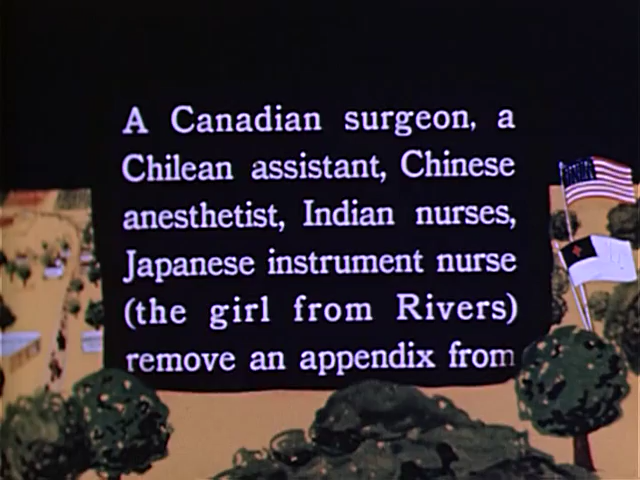 A Canadian surgeon, a
Chilean assistant, Chinese
anesthetist, Indian nurses,
Japanese instrument nurse
(the girl from Rivers)
remove an appendix from